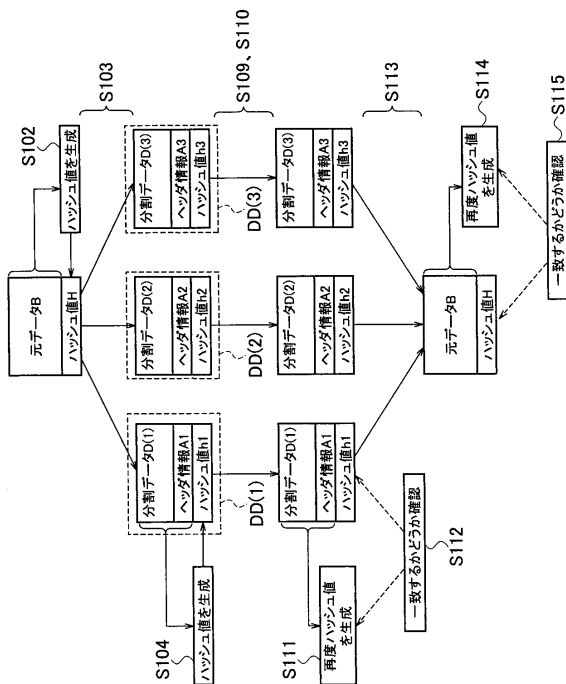 元データB
ハッシュ値H
ハッシュ値を生成
S102
S103
分割データD(1)
ヘッダ情報A1
ハッシュ値h1
DD(1)
分割データD(2)
ヘッダ情報A2
ハッシュ値h2
DD(2)
分割データD(3)
ヘッダ情報A3
ハッシュ値h3
DD(3)
ハッシュ値を生成
S104
S109、S110
分割データD(1)
ヘッダ情報A1
ハッシュ値h1
分割データD(2)
ヘッダ情報A2
ハッシュ値h2
分割データD(3)
ヘッダ情報A3
ハッシュ値h3
再度ハッシュ値
を生成
S111
一致するかどうか確認
S112
S113
元データB
ハッシュ値H
再度ハッシュ値
を生成
S114
一致するかどうか確認
S115